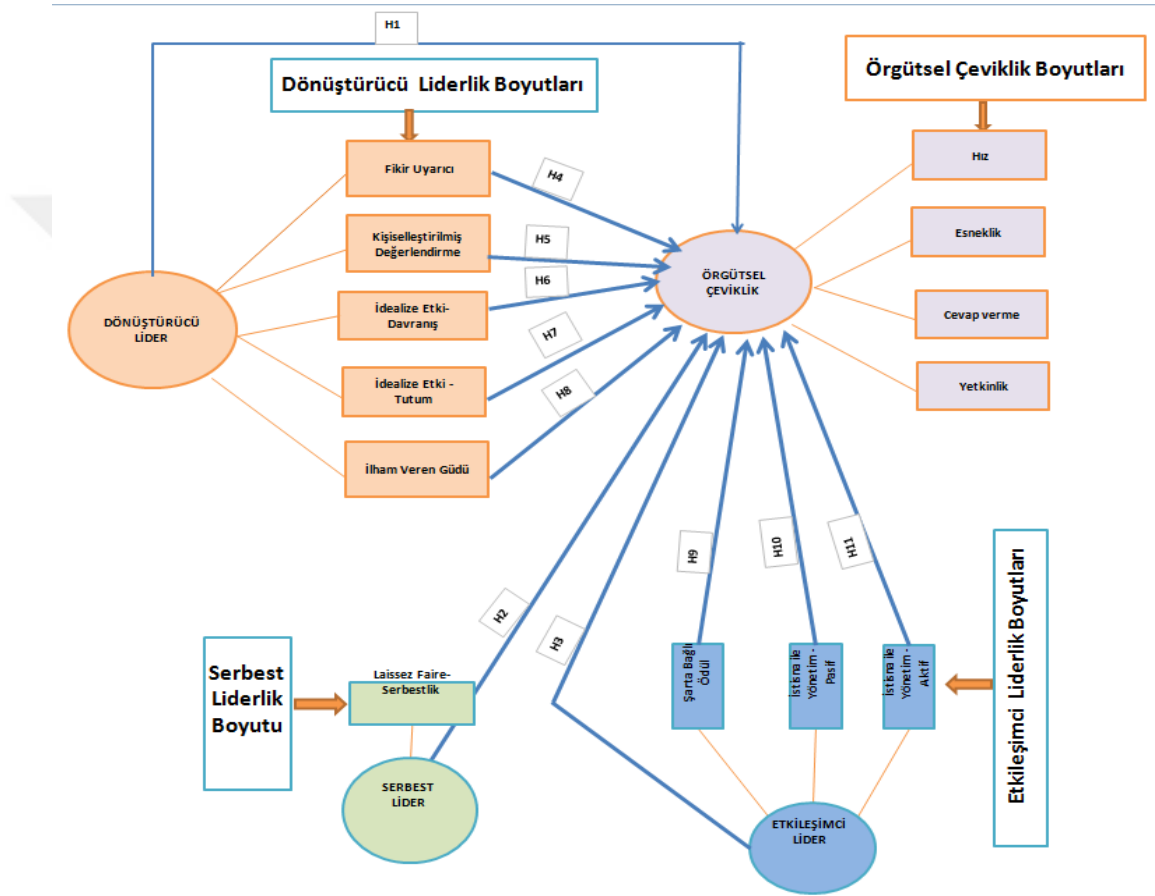 H1
Dönüştürücü Liderlik Boyutları
Örgütsel Çeviklik Boyutları
Fikir Uyarıcı
Kişiselleştirilmiş
Değerlendirme
İdealize Etki-
Davranış
İdealize Etki -
Tutum
İlham Veren Güdü
DÖNÜŞTÜRÜCÜ
LİDER
H4
H5
H6
H7
H8
ÖRGÜTSEL
ÇEVİKLİK
Hız
Esneklik
Cevap verme
Yetkinlik
H2
H3
H9
H10
H11
Serbest
Liderlik
Boyutu
Laissez Faire-
Serbestlik
SERBEST
LİDER
Şarta Bağlı
Ödül
İstisna ile
Yönetim -
Pasif
İstisna ile
Yönetim -
Aktif
ETKİLEŞİMCİ
LİDER
Etkileşimci Liderlik Boyutları